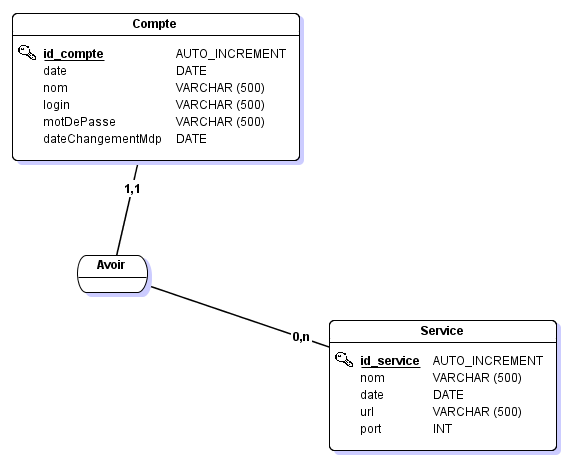 Compte
id_compte AUTO_INCREMENT
date DATE
nom VARCHAR (500)
login VARCHAR (500)
motDePasse VARCHAR (500)
dateChangementMdp DATE
1,1
Avoir
0,n
Service
id_service AUTO_INCREMENT
nom VARCHAR (500)
date DATE
url VARCHAR (500)
port INT